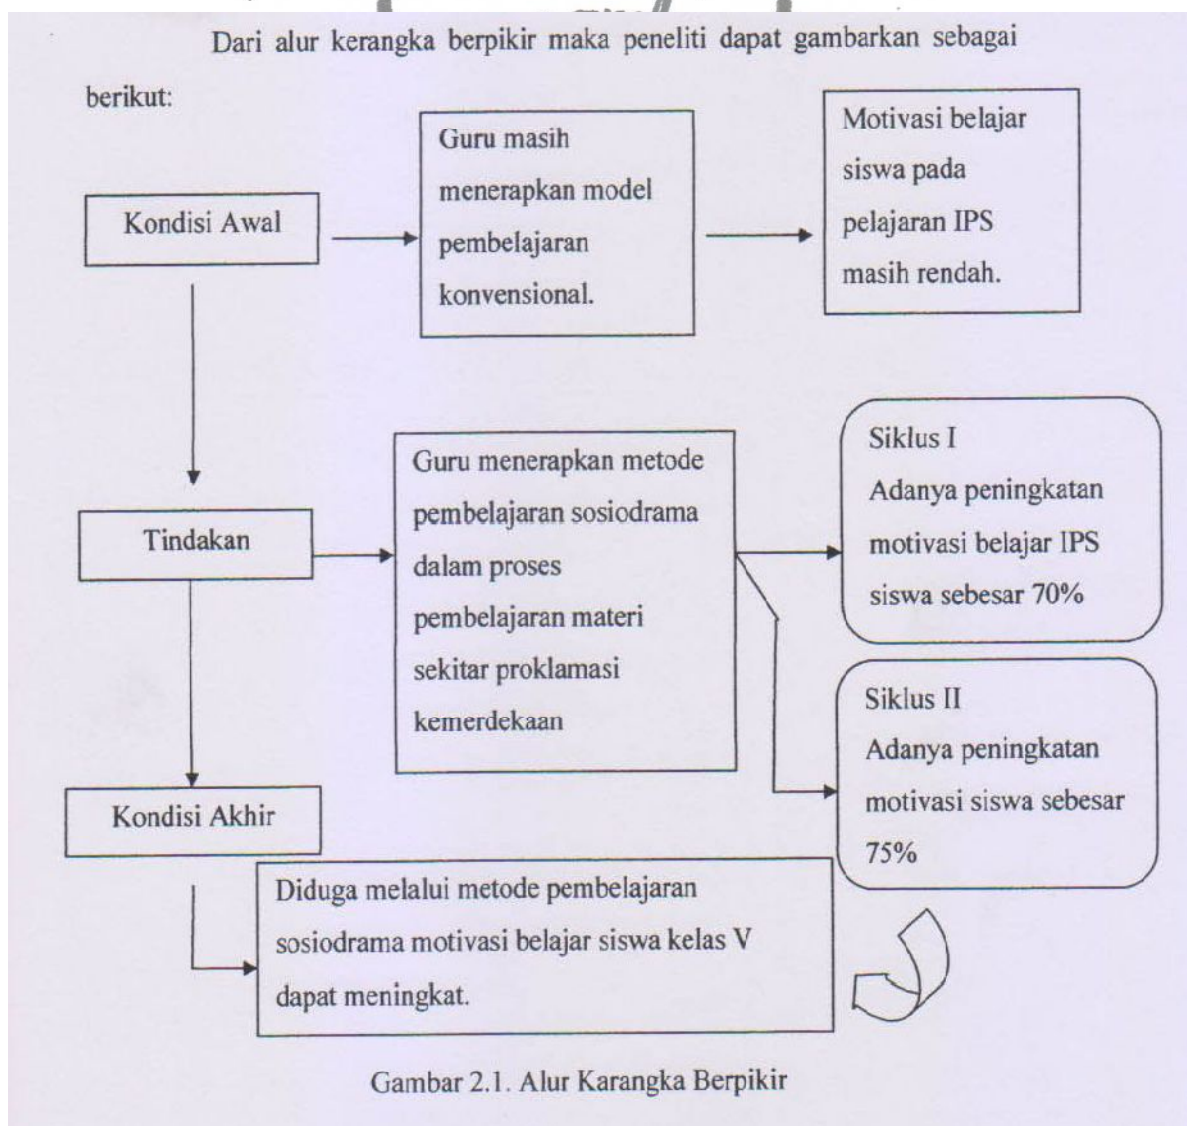 Dari alur kerangka berpikir maka peneliti dapat gambarkan sebagai
berikut:
Kondisi Awal
Guru masih
menerapkan model
pembelajaran
konvensional.
Motivasi belajar
siswa pada
pelajaran IPS
masih rendah.
Tindakan
Guru menerapkan metode
pembelajaran sosiodrama
dalam proses
pembelajaran materi
sekitar proklamasi
kemerdekaan
Siklus I
Adanya peningkatan
motivasi belajar IPS
siswa sebesar 70%
Siklus II
Adanya peningkatan
motivasi siswa sebesar
75%
Kondisi Akhir
Diduga melalui metode pembelajaran
sosiodrama motivasi belajar siswa kelas V
dapat meningkat.
Gambar 2.1. Alur Karangka Berpikir